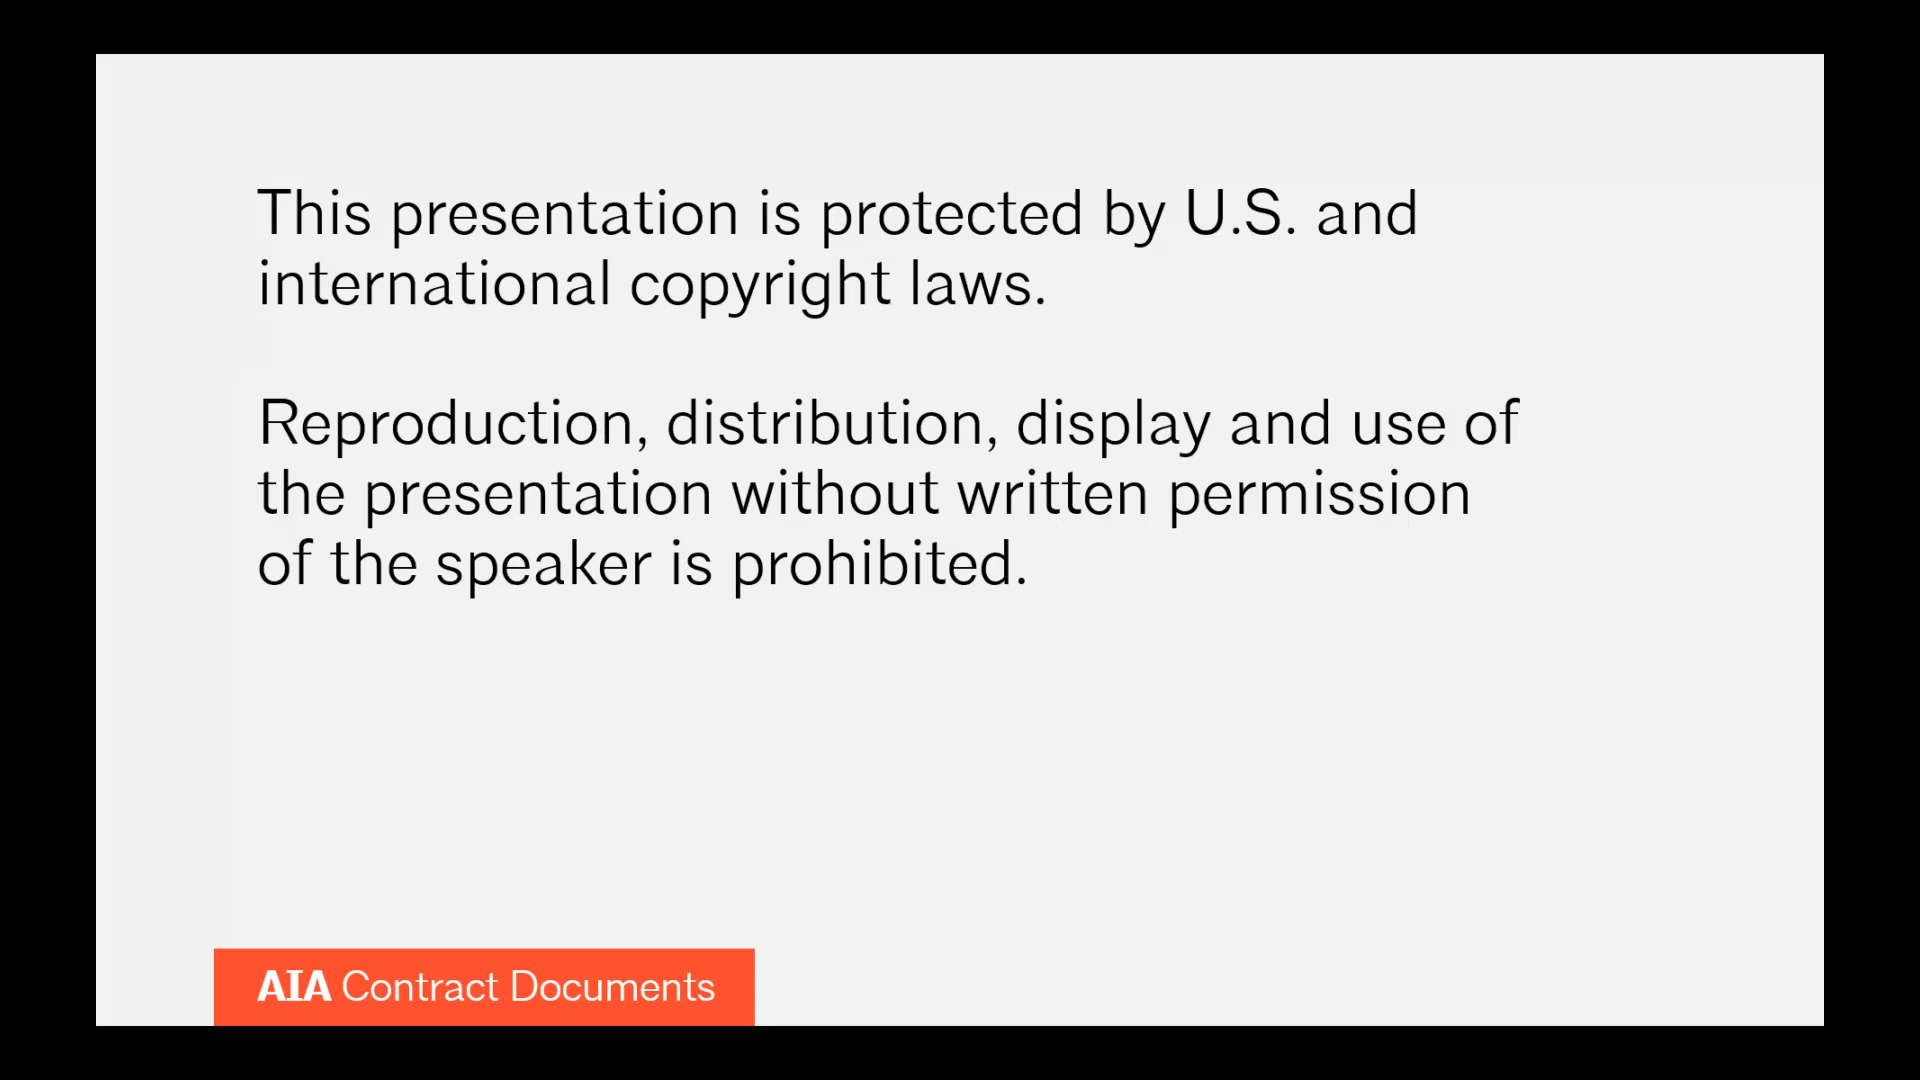 This presentation is protected by U.S. and
international copyright laws.
Reproduction, distribution, display and use of
the presentation without written permission
of the speaker is prohibited.
AIA Contract Documents